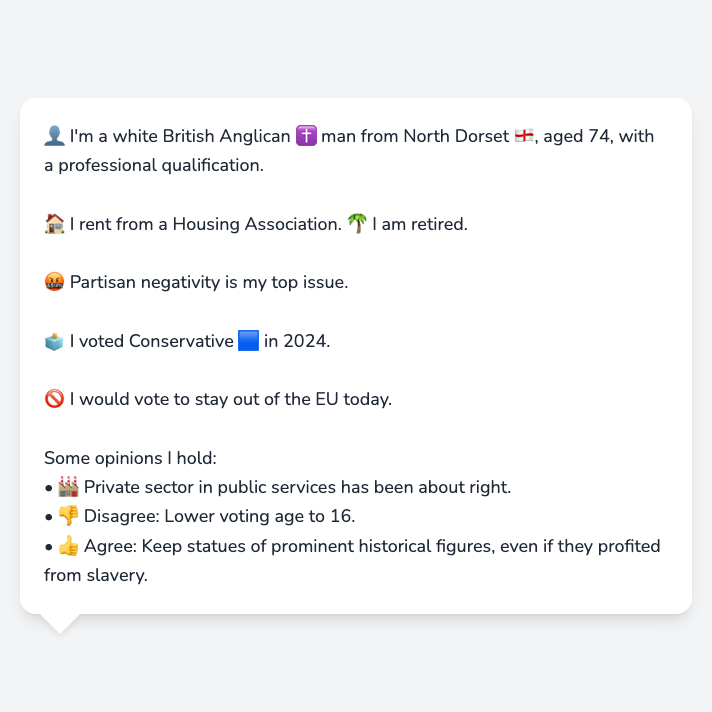 👤 I'm a white British Anglican ✝️ man from North Dorset 🏴󠁧󠁢󠁥󠁮󠁧󠁿, aged 74, with
a professional qualification.
🏠 I rent from a Housing Association. 🌴 I am retired.
🤬 Partisan negativity is my top issue.
🗳️ I voted Conservative 🟦 in 2024.
🚫 I would vote to stay out of the EU today.
Some opinions I hold:
• 🏭 Private sector in public services has been about right.
• 👎 Disagree: Lower voting age to 16.
• 👍 Agree: Keep statues of prominent historical figures, even if they profited
from slavery.